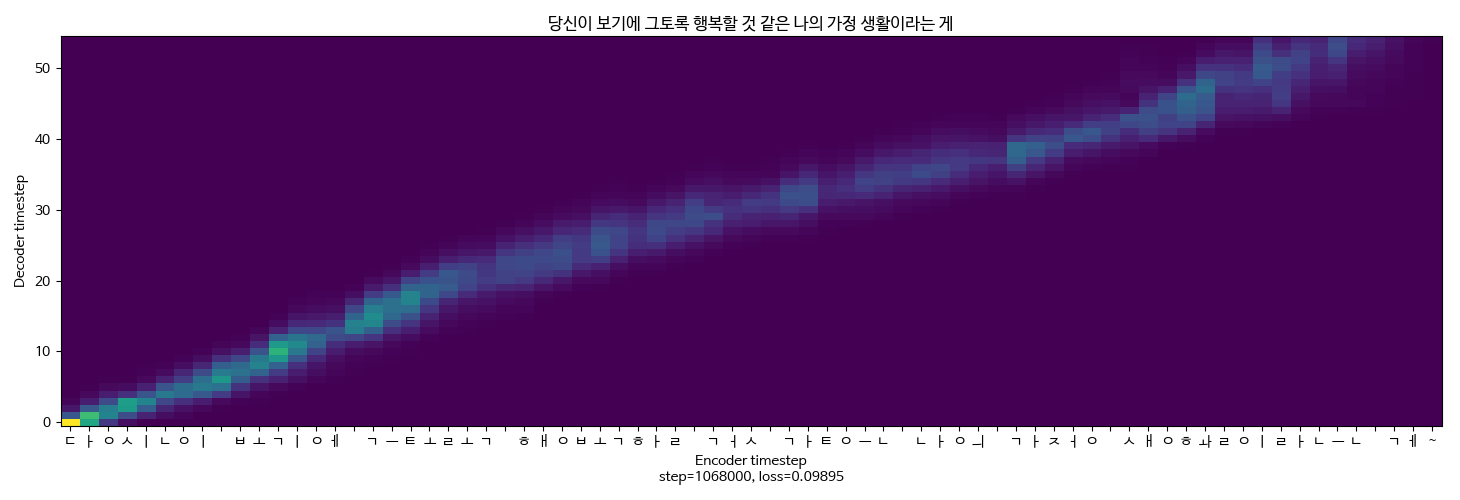 당신이 보기에 그토록 행복할 것 같은 나의 가정 생활이라는 게
50
40
30
20
10
0
Decoder timestep
ㄷ ㅏ ㅇ ㅅ ㅣ ㄴ ㅇ ㅣ ㅂ ㅗ ㄱ ㅣ ㅇ ㅔ ㄱ ㅡ ㅌ ㅗ ㄹ ㅗ ㄱ ㅎ ㅐ ㅇ ㅂ ㅗ ㄱ ㅎ ㅏ ㄹ ㄱ ㅓ ㅅ ㄱ ㅏ ㅌ ㅇ ㅡ ㄴ ㄴ ㅏ ㅇ ㅢ ㄱ ㅏ ㅈ ㅓ ㅇ ㅅ ㅐ ㅇ ㅎ ㅘ ㄹ ㅇ ㅣ ㄹ ㅏ ㄴ ㅡ ㄴ ㄱ ㅔ ~
Encoder timestep
step=1068000, loss=0.09895